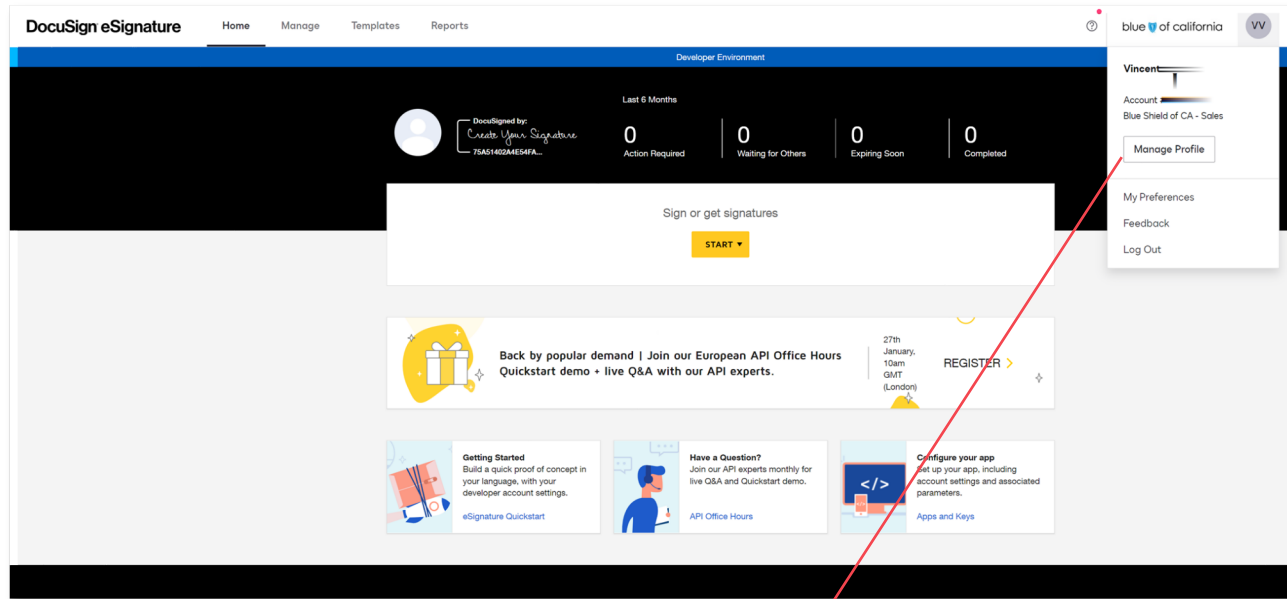 DocuSign eSignature Home Manage Templates Reports
blue of california VV
Developer Environment
Vincent
Account
Blue Shield of CA - Sales
Manage Profile
My Preferences
Feedback
Log Out
Last 6 Months
DocuSigned by:
Create Your Signature
75A51402A4E54FA...
0 0 0 0
Action Required Waiting for Others Expiring Soon Completed
Sign or get signatures
START
Back by popular demand | Join our European API Office Hours
Quickstart demo + live Q&A with our API experts.
27th
January,
10am
GMT
(London)
REGISTER >
Getting Started
Build a quick proof of concept in
your language, with your
developer account settings.
eSignature Quickstart
Have a Question?
Join our API experts monthly for
live Q&A and Quickstart demo.
API Office Hours
</>
Configure your app
Set up your app, including
account settings and associated
parameters.
Apps and Keys